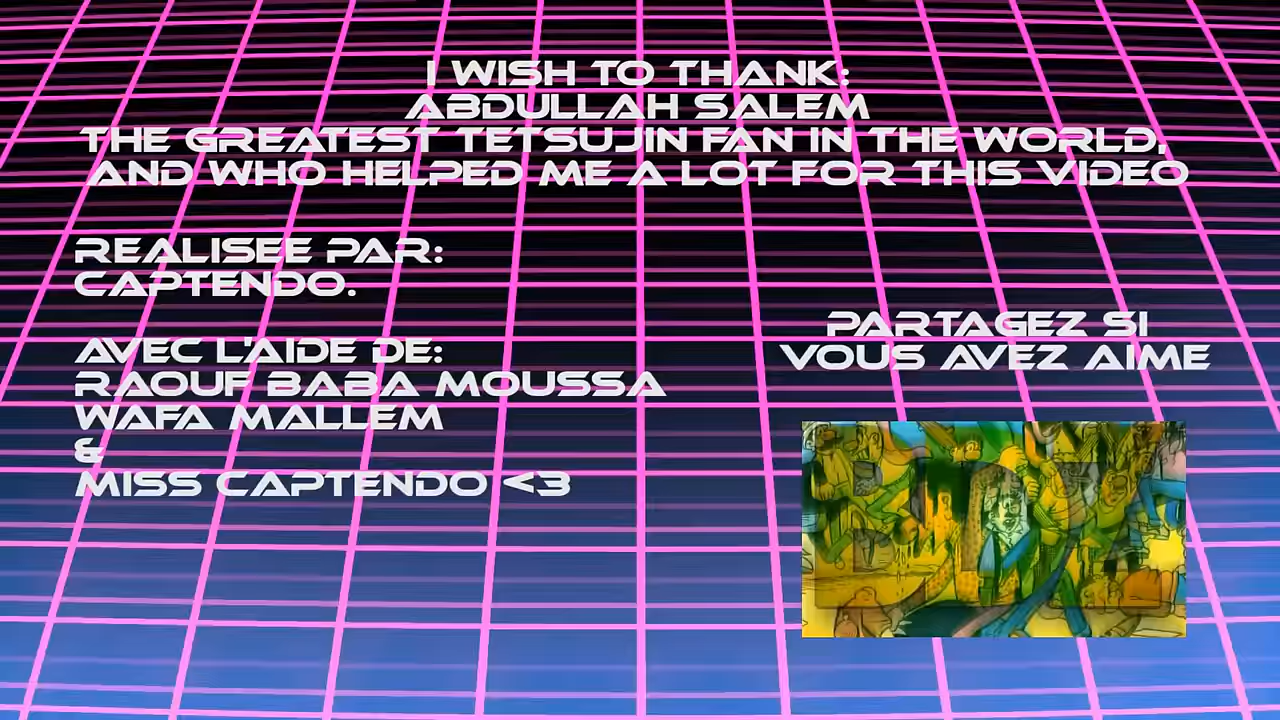 I WISH TO THANK:
ABDULLAH SALEM
THE GREATEST TETSUJIN FAN IN THE WORLD,
AND WHO HELPED ME A LOT FOR THIS VIDEO
REALISEE PAR:
CAPTENDO.
AVEC L'AIDE DE:
RAOUF BABA MOUSSA
WAFA MALLEM
&
MISS CAPTENDO <3
PARTAGEZ SI
VOUS AVEZ AIME